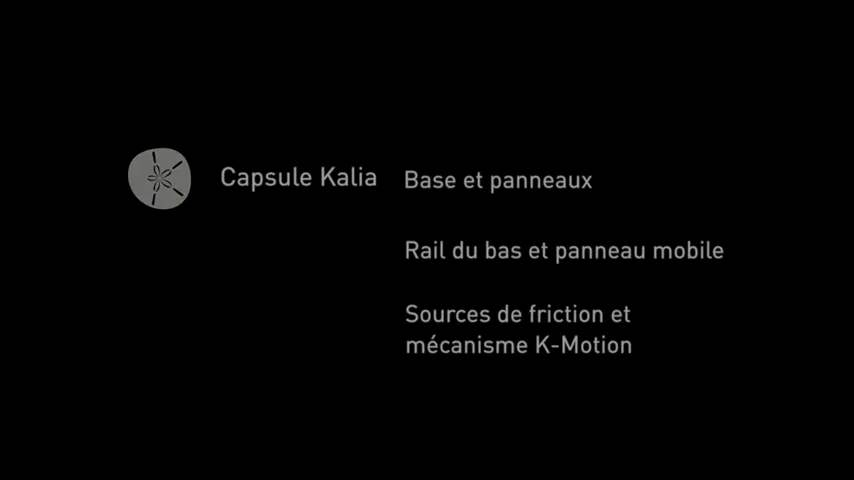 Capsule Kalia
Base et panneaux
Rail du bas et panneau mobile
Sources de friction et
mécanisme K-Motion